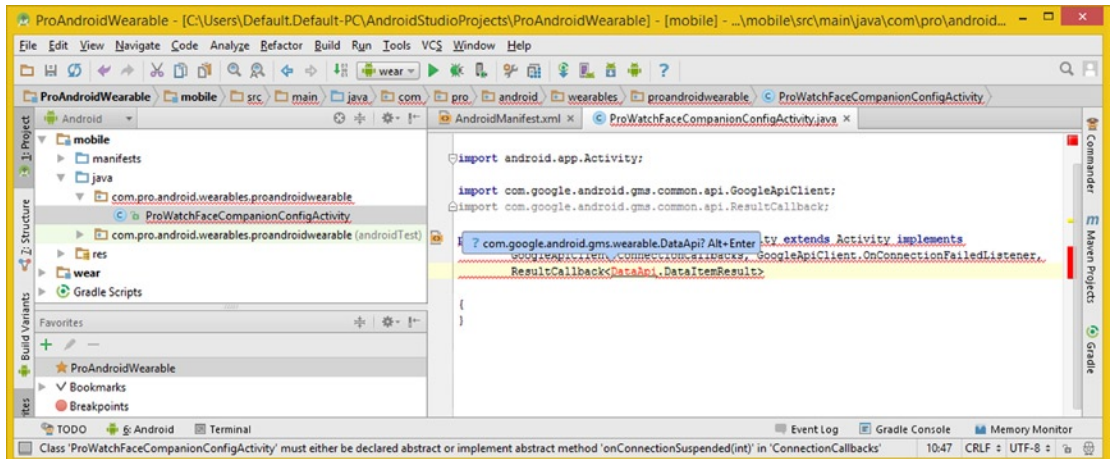 ProAndroidWearable - [C:\Users\Default.Default-PC\AndroidStudioProjects\ProAndroidWearable] - [mobile] - ...\mobile\src\main\java\com\pro\android...
File Edit View Navigate Code Analyze Refactor Build Run Tools VCS Window Help
wear
ProAndroidWearable mobile src main java com pro android wearables proandroidwearable ProWatchFaceCompanionConfigActivity
1: Project
Z: Structure
Build Variants
ites
Android
mobile
manifests
java
com.pro.android.wearables.proandroidwearable
ProWatchFaceCompanionConfigActivity
com.pro.android.wearables.proandroidwearable (androidTest)
res
wear
Gradle Scripts
Favorites
ProAndroidWearable
Bookmarks
Breakpoints
AndroidManifest.xml × ProWatchFaceCompanionConfigActivity.java ×
import android.app.Activity;
import com.google.android.gms.common.api.GoogleApiClient;
import com.google.android.gms.common.api.ResultCallback;
? com.google.android.gms.wearable.DataApi? Alt+Enter
ty extends Activity implements
GoogleApiClient.ConnectionCallbacks, GoogleApiClient.OnConnectionFailedListener,
ResultCallback<DataApi.DataItemResult>
{
}
Commander
Maven Projects
Gradle
TODO 6: Android Terminal Event Log Gradle Console Memory Monitor
Class 'ProWatchFaceCompanionConfigActivity' must either be declared abstract or implement abstract method 'onConnectionSuspended(int)' in 'ConnectionCallbacks' 10:47 CRLF UTF-8